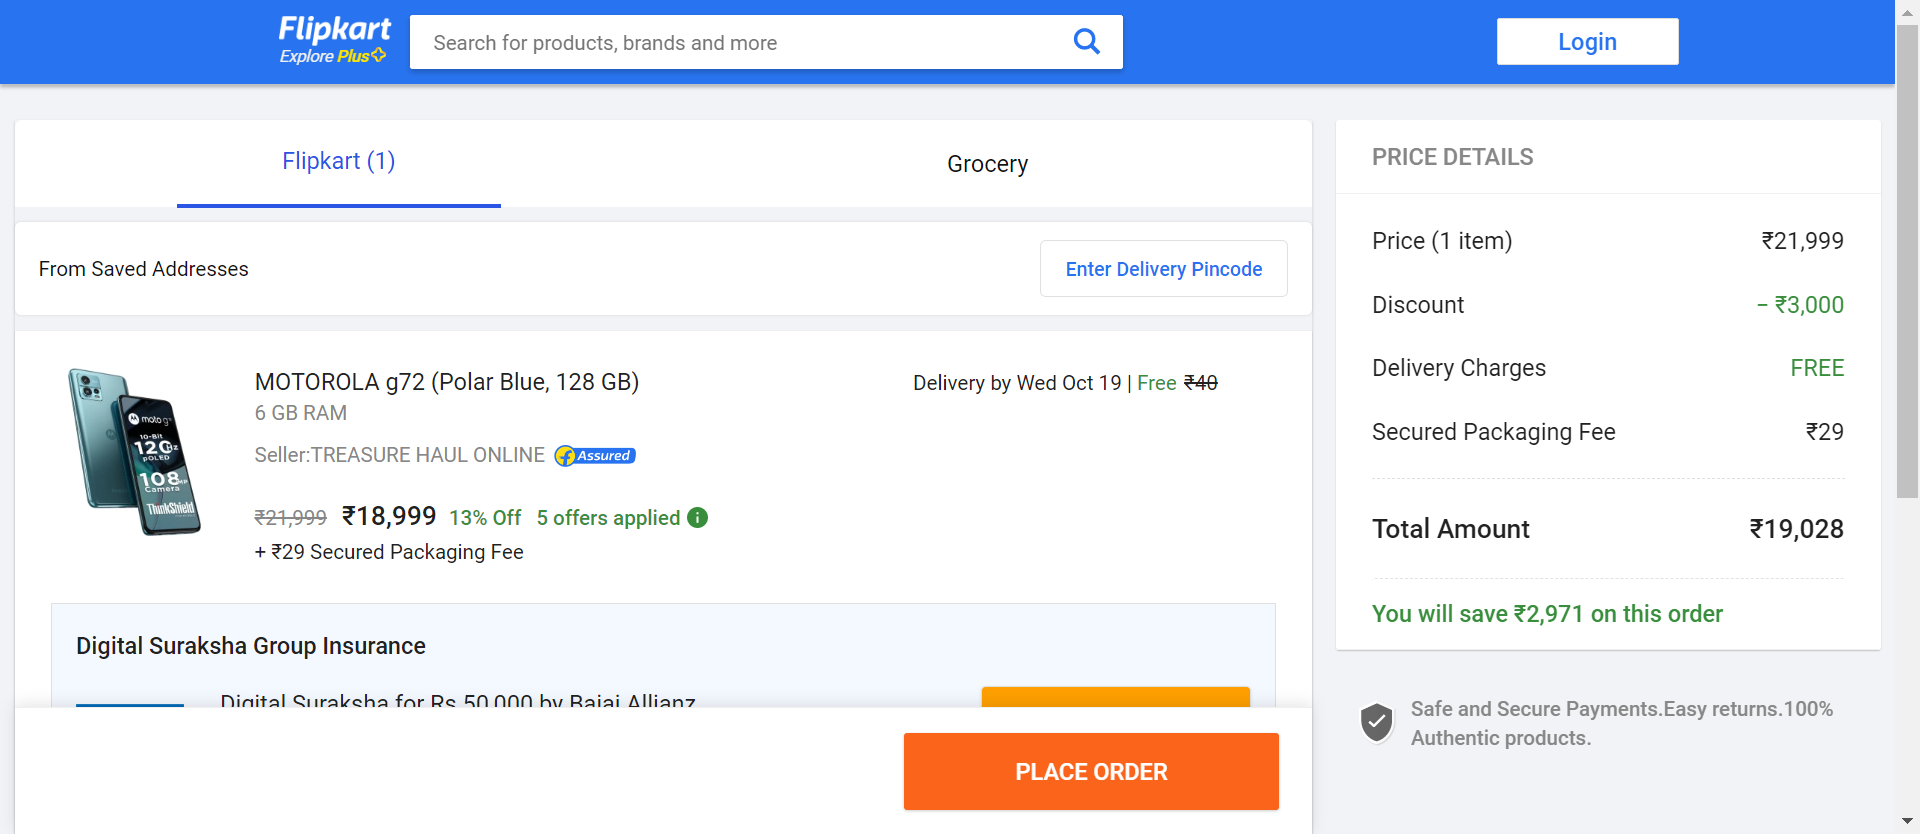 Flipkart
Explore Plus
Search for products, brands and more
Login
Flipkart (1)
Grocery
From Saved Addresses
Enter Delivery Pincode
MOTOROLA g72 (Polar Blue, 128 GB)
6 GB RAM
Seller:TREASURE HAUL ONLINE
Assured
₹21,999 ₹18,999 13% Off 5 offers applied
+ ₹29 Secured Packaging Fee
Delivery by Wed Oct 19 | Free ₹40
moto g
10-Bit
120Hz
pOLED
108MP
Camera
ThinkShield
Digital Suraksha Group Insurance
Digital Suraksha for Rs 50,000 by Bajaj Allianz
PLACE ORDER
PRICE DETAILS
Price (1 item) ₹21,999
Discount − ₹3,000
Delivery Charges FREE
Secured Packaging Fee ₹29
Total Amount ₹19,028
You will save ₹2,971 on this order
Safe and Secure Payments.Easy returns.100%
Authentic products.